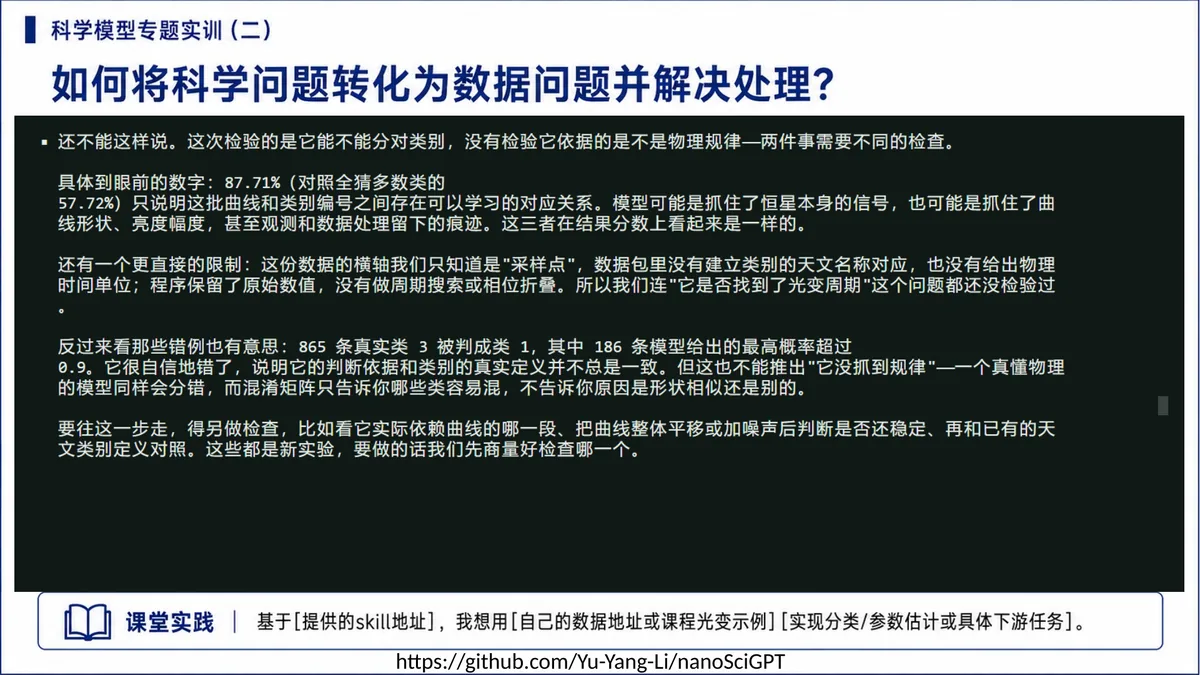 科学模型专题实训（二）
如何将科学问题转化为数据问题并解决处理？
▪ 还不能这样说。这次检验的是它能不能分对类别，没有检验它依据的是不是物理规律——两件事需要不同的检查。
具体到眼前的数字：87.71%（对照全猜多数类的
57.72%）只说明这批曲线和类别编号之间存在可以学习的对应关系。模型可能是抓住了恒星本身的信号，也可能是抓住了曲
线形状、亮度幅度，甚至观测和数据处理留下的痕迹。这三者在结果分数上看起来是一样的。
还有一个更直接的限制：这份数据的横轴我们只知道是"采样点"，数据包里没有建立类别的天文名称对应，也没有给出物理
时间单位；程序保留了原始数值，没有做周期搜索或相位折叠。所以我们连"它是否找到了光变周期"这个问题都还没检验过
。
反过来看那些错例也有意思：865 条真实类 3 被判成类 1，其中 186 条模型给出的最高概率超过
0.9。它很自信地错了，说明它的判断依据和类别的真实定义并不总是一致。但这也不能推出"它没抓到规律"——一个真懂物理
的模型同样会分错，而混淆矩阵只告诉你哪些类容易混，不告诉你原因是形状相似还是别的。
要往这一步走，得另做检查，比如看它实际依赖曲线的哪一段、把曲线整体平移或加噪声后判断是否还稳定、再和已有的天
文类别定义对照。这些都是新实验，要做的话我们先商量好检查哪一个。
课堂实践 | 基于[提供的skill地址]，我想用[自己的数据地址或课程光变示例][实现分类/参数估计或具体下游任务]。
https://github.com/Yu-Yang-Li/nanoSciGPT